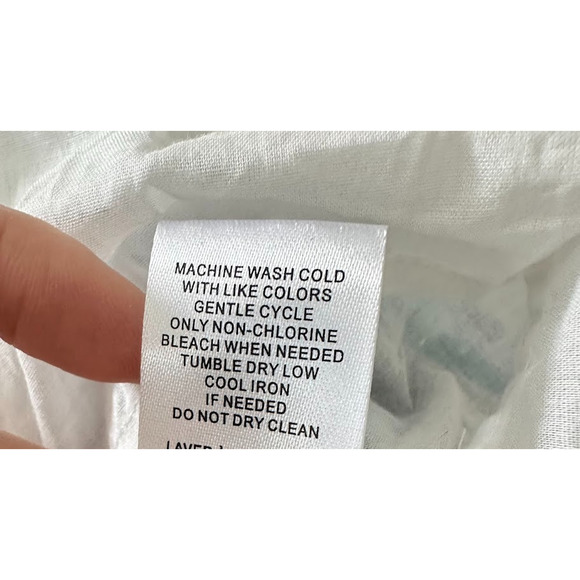 MACHINE WASH COLD
WITH LIKE COLORS
GENTLE CYCLE
ONLY NON-CHLORINE
BLEACH WHEN NEEDED
TUMBLE DRY LOW
COOL IRON
IF NEEDED
DO NOT DRY CLEAN